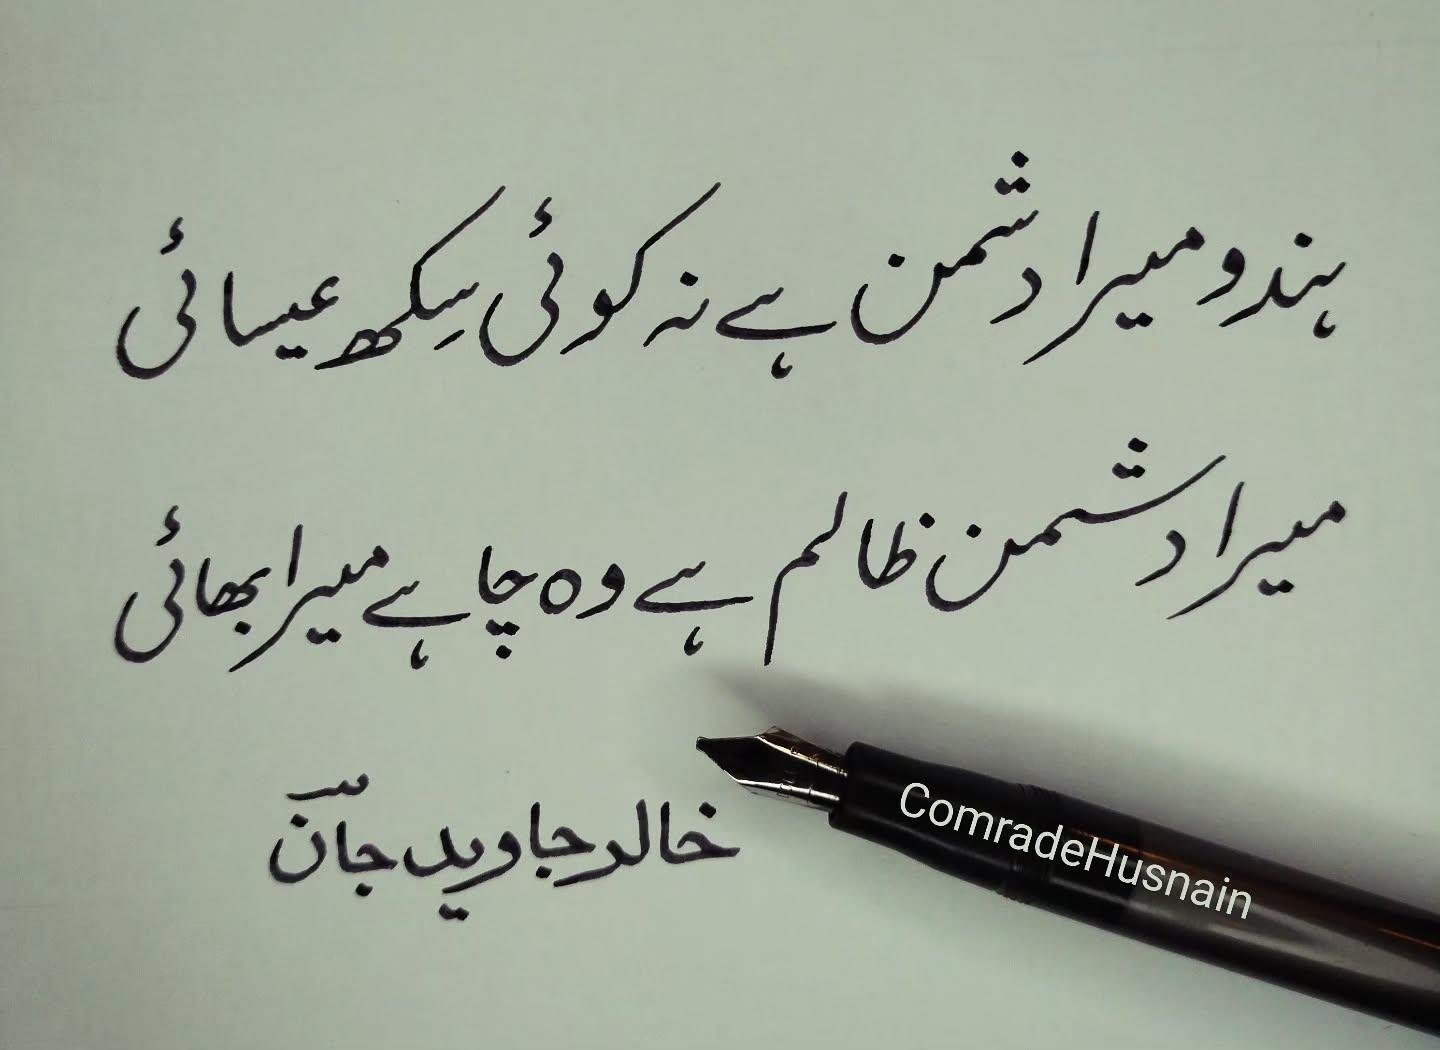 ہندو میرا دشمن ہے نہ کوئی سِکھ عیسائی
میرا دشمن ظالم ہے وہ چاہے میرا بھائی
خالد جاوید جانؔ
ComradeHusnain